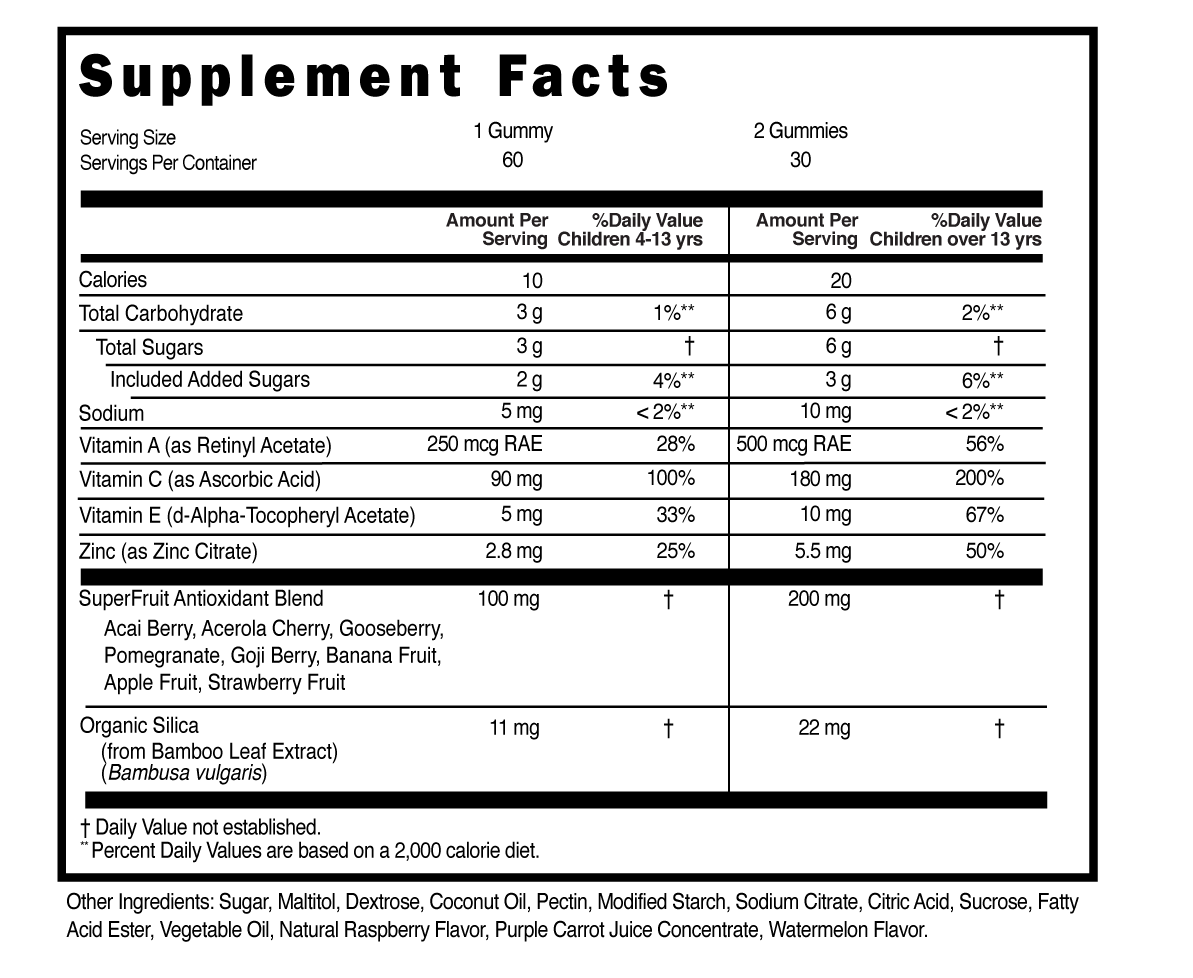 Supplement Facts
Serving Size 1 Gummy 2 Gummies
Servings Per Container 60 30
Amount Per %Daily Value Amount Per %Daily Value
Serving Children 4-13 yrs Serving Children over 13 yrs
Calories 10 20
Total Carbohydrate 3 g 1%** 6 g 2%**
Total Sugars 3 g † 6 g †
Included Added Sugars 2 g 4%** 3 g 6%**
Sodium 5 mg < 2%** 10 mg < 2%**
Vitamin A (as Retinyl Acetate) 250 mcg RAE 28% 500 mcg RAE 56%
Vitamin C (as Ascorbic Acid) 90 mg 100% 180 mg 200%
Vitamin E (d-Alpha-Tocopheryl Acetate) 5 mg 33% 10 mg 67%
Zinc (as Zinc Citrate) 2.8 mg 25% 5.5 mg 50%
SuperFruit Antioxidant Blend 100 mg † 200 mg †
Acai Berry, Acerola Cherry, Gooseberry,
Pomegranate, Goji Berry, Banana Fruit,
Apple Fruit, Strawberry Fruit
Organic Silica 11 mg † 22 mg †
(from Bamboo Leaf Extract)
(Bambusa vulgaris)
† Daily Value not established.
** Percent Daily Values are based on a 2,000 calorie diet.
Other Ingredients: Sugar, Maltitol, Dextrose, Coconut Oil, Pectin, Modified Starch, Sodium Citrate, Citric Acid, Sucrose, Fatty
Acid Ester, Vegetable Oil, Natural Raspberry Flavor, Purple Carrot Juice Concentrate, Watermelon Flavor.